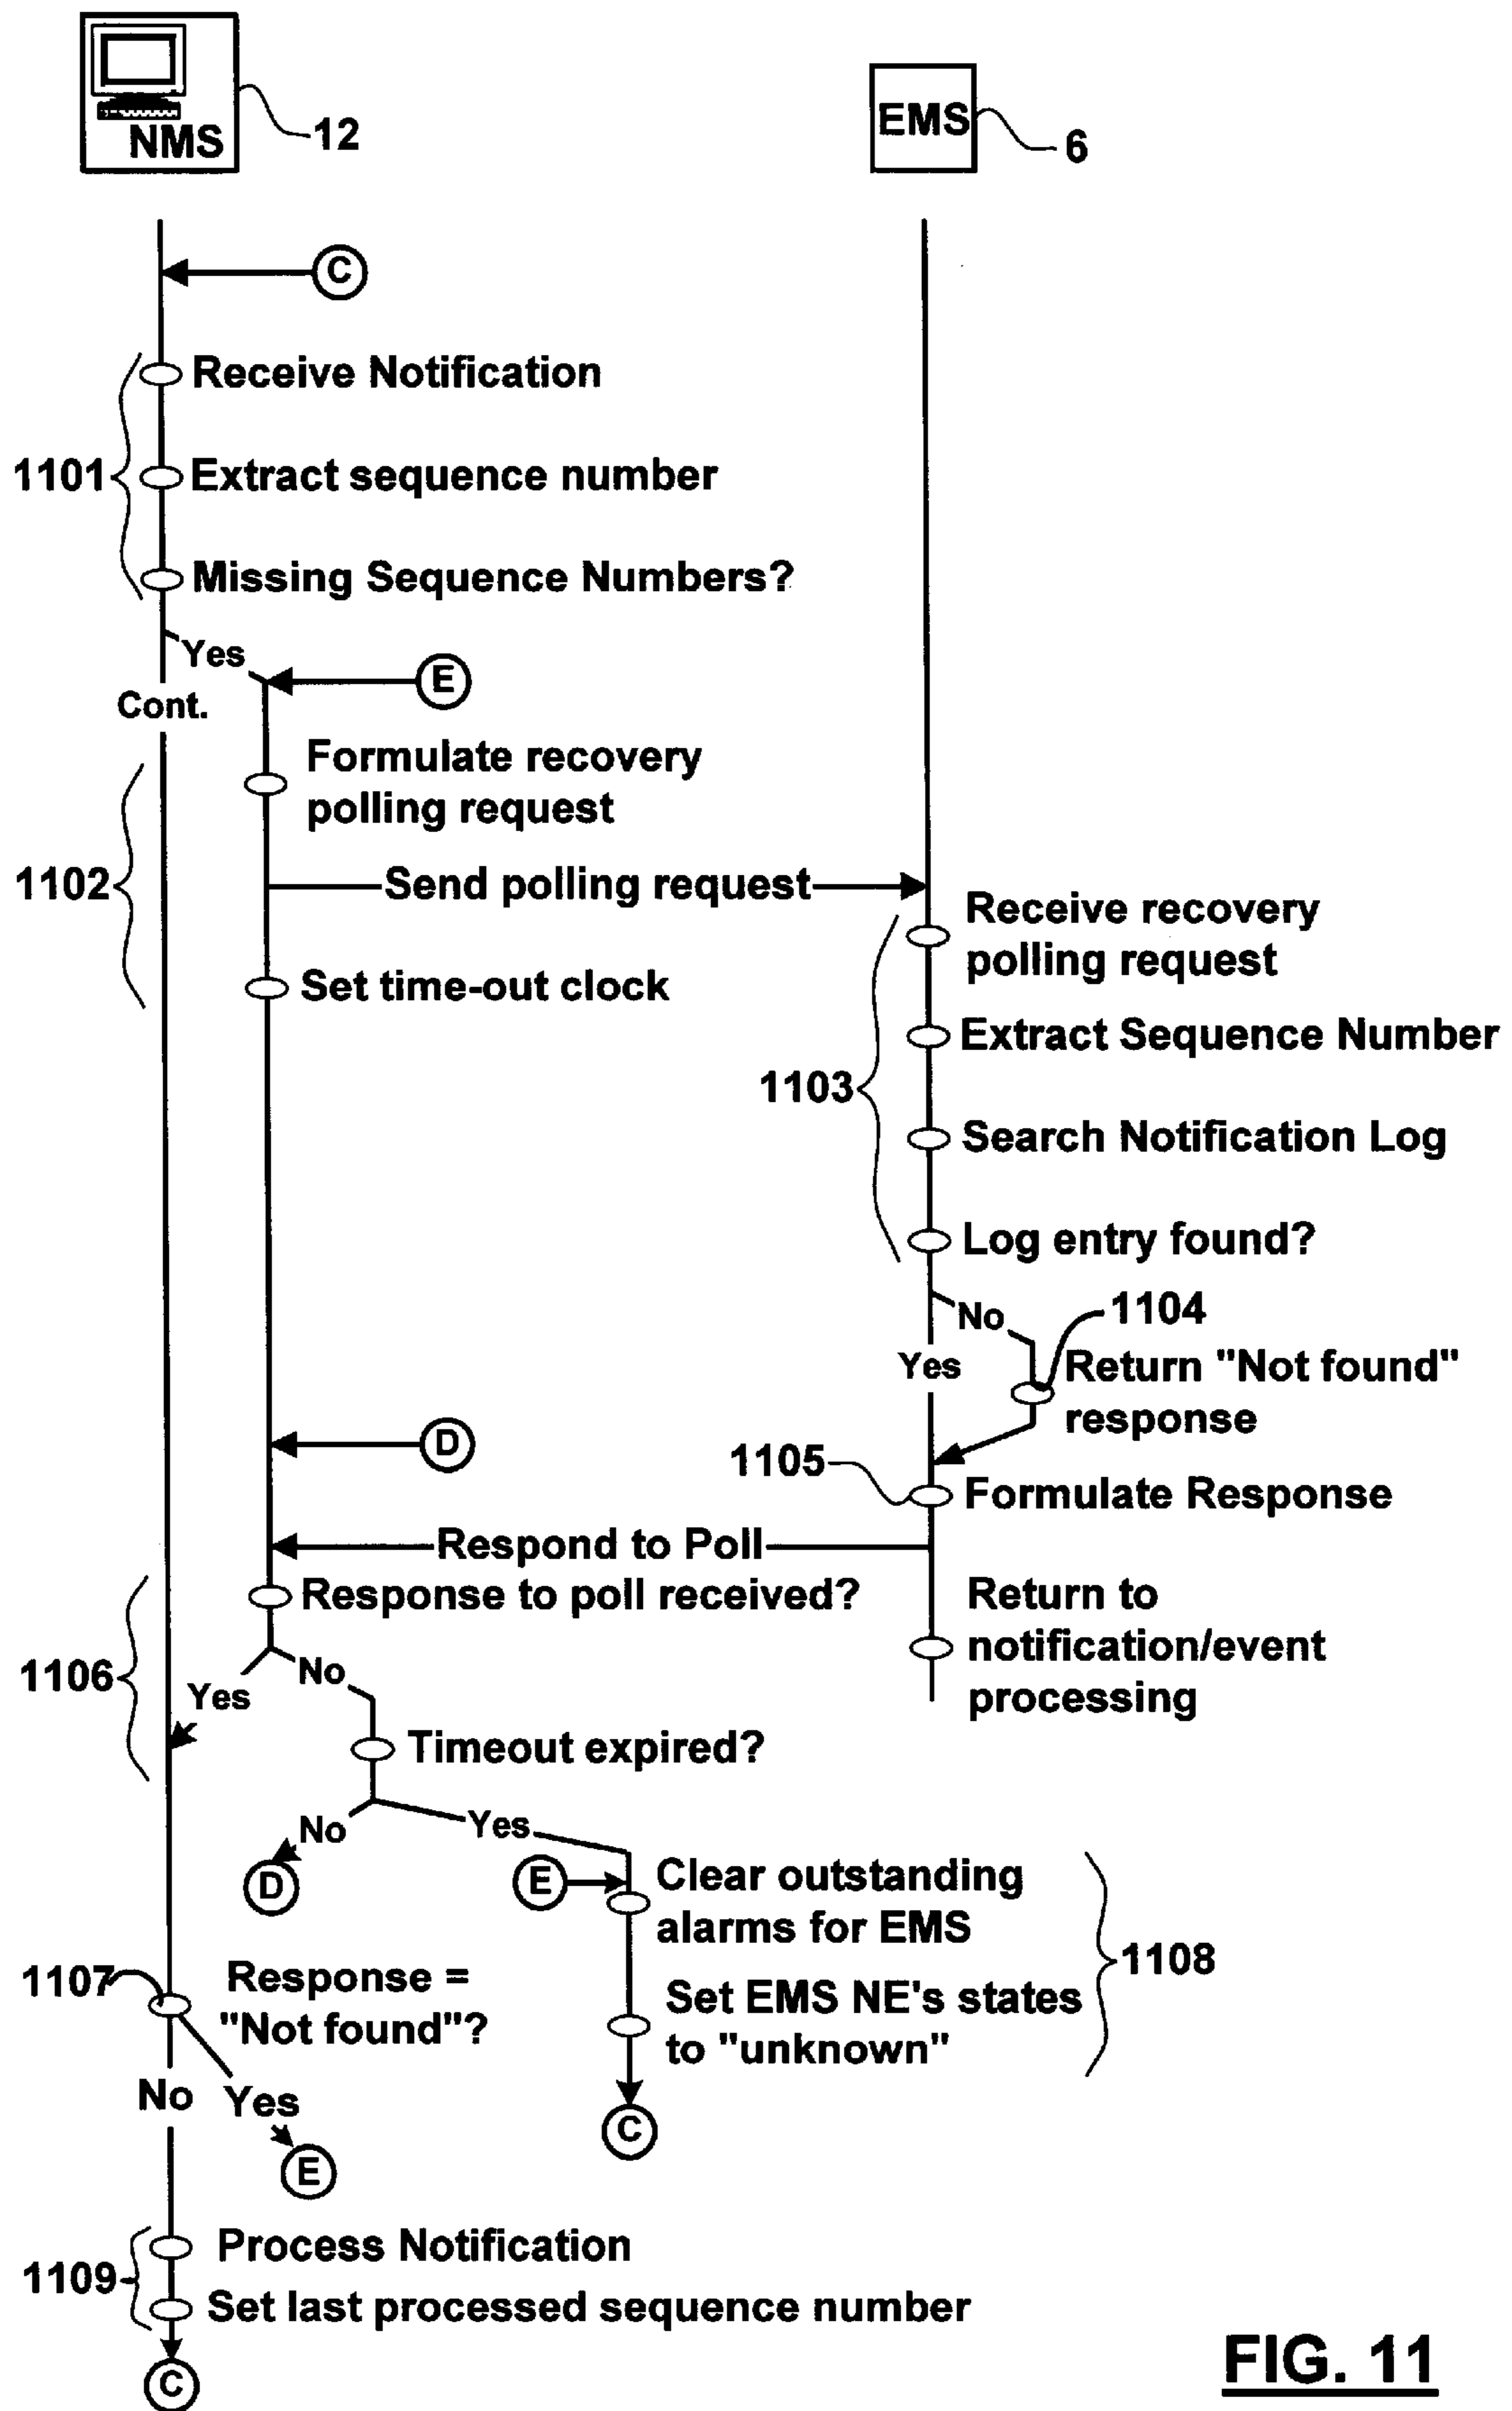 NMS
12
EMS
6
C
Receive Notification
1101
Extract sequence number
Missing Sequence Numbers?
Yes
E
Cont.
Formulate recovery
polling request
1102
Send polling request
Receive recovery
polling request
Set time-out clock
Extract Sequence Number
1103
Search Notification Log
Log entry found?
No
1104
Yes
Return "Not found"
response
D
1105
Formulate Response
Respond to Poll
Response to poll received?
Return to
notification/event
processing
1106
Yes
No
Timeout expired?
No
Yes
D
E
Clear outstanding
alarms for EMS
1108
1107
Response =
"Not found"?
Set EMS NE's states
to "unknown"
No
Yes
C
E
Process Notification
1109
Set last processed sequence number
C
FIG. 11